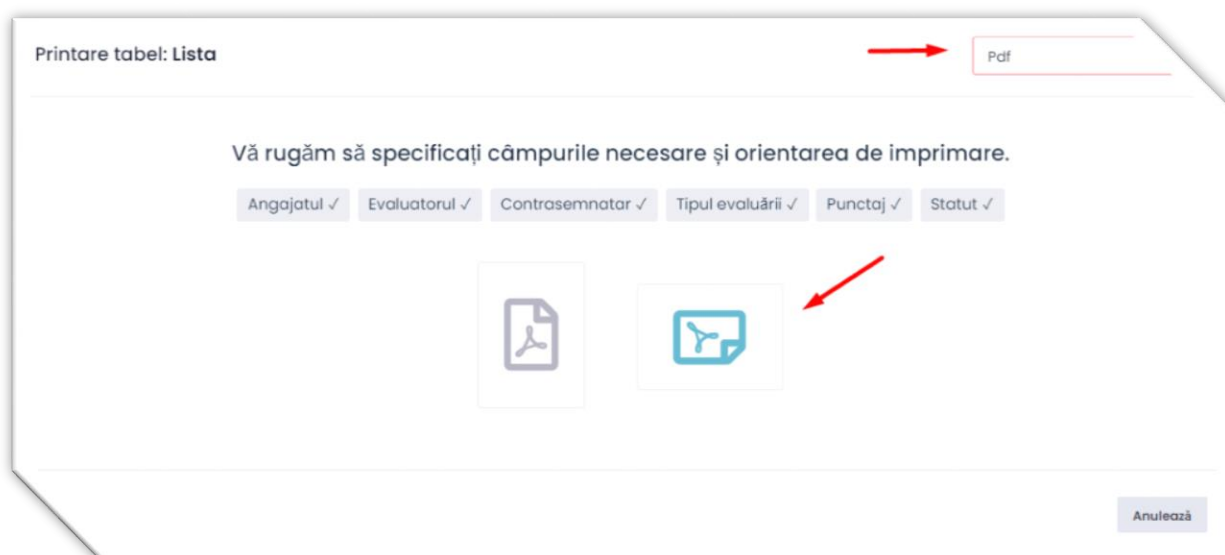 Printare tabel: Lista
Pdf
Vă rugăm să specificați câmpurile necesare și orientarea de imprimare.
Angajatul ✓ Evaluatorul ✓ Contrasemnatar ✓ Tipul evaluării ✓ Punctaj ✓ Statut ✓
Anulează